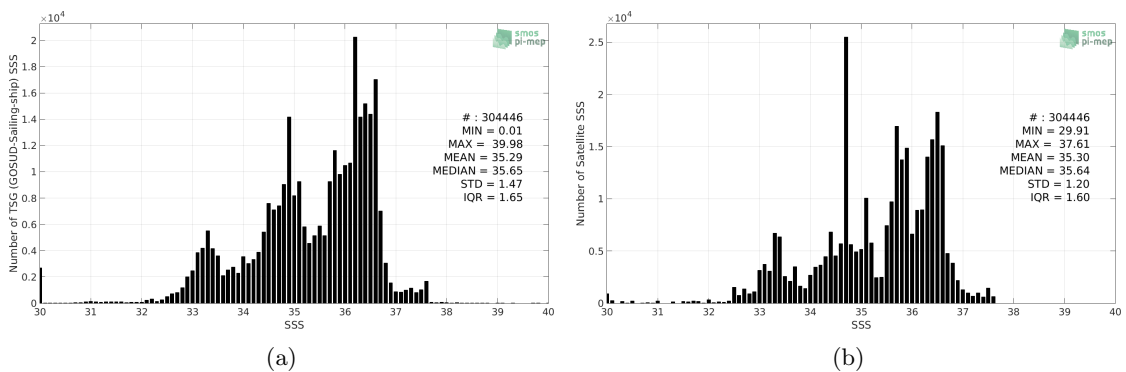 ×10⁴
2
1.8
1.6
1.4
1.2
1
0.8
0.6
0.4
0.2
0
30 31 32 33 34 35 36 37 38 39 40
SSS
Number of TSG (GOSUD-Sailing-ship) SSS
smos
pi-mep
# : 304446
MIN = 0.01
MAX = 39.98
MEAN = 35.29
MEDIAN = 35.65
STD = 1.47
IQR = 1.65
(a)
×10⁴
2.5
2
1.5
1
0.5
0
30 31 32 33 34 35 36 37 38 39 40
SSS
Number of Satellite SSS
smos
pi-mep
# : 304446
MIN = 29.91
MAX = 37.61
MEAN = 35.30
MEDIAN = 35.64
STD = 1.20
IQR = 1.60
(b)